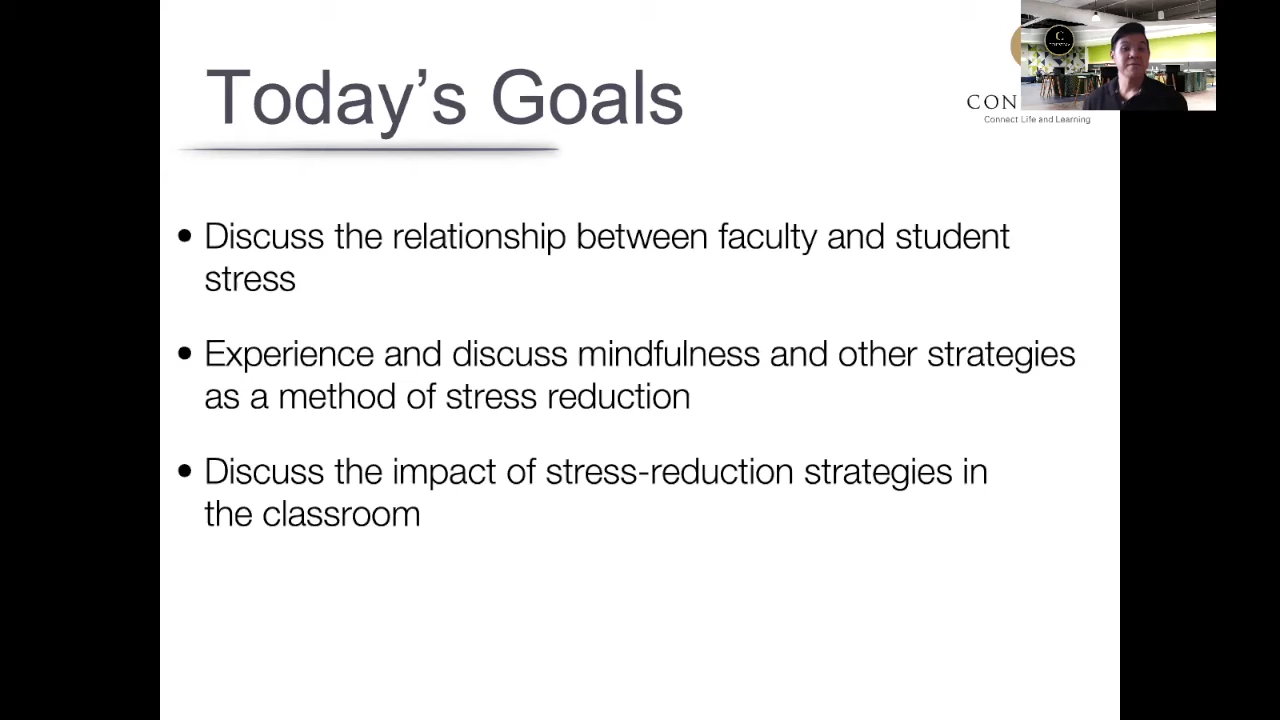 Today’s Goals
CON
Connect Life and Learning
• Discuss the relationship between faculty and student
stress
• Experience and discuss mindfulness and other strategies
as a method of stress reduction
• Discuss the impact of stress-reduction strategies in
the classroom